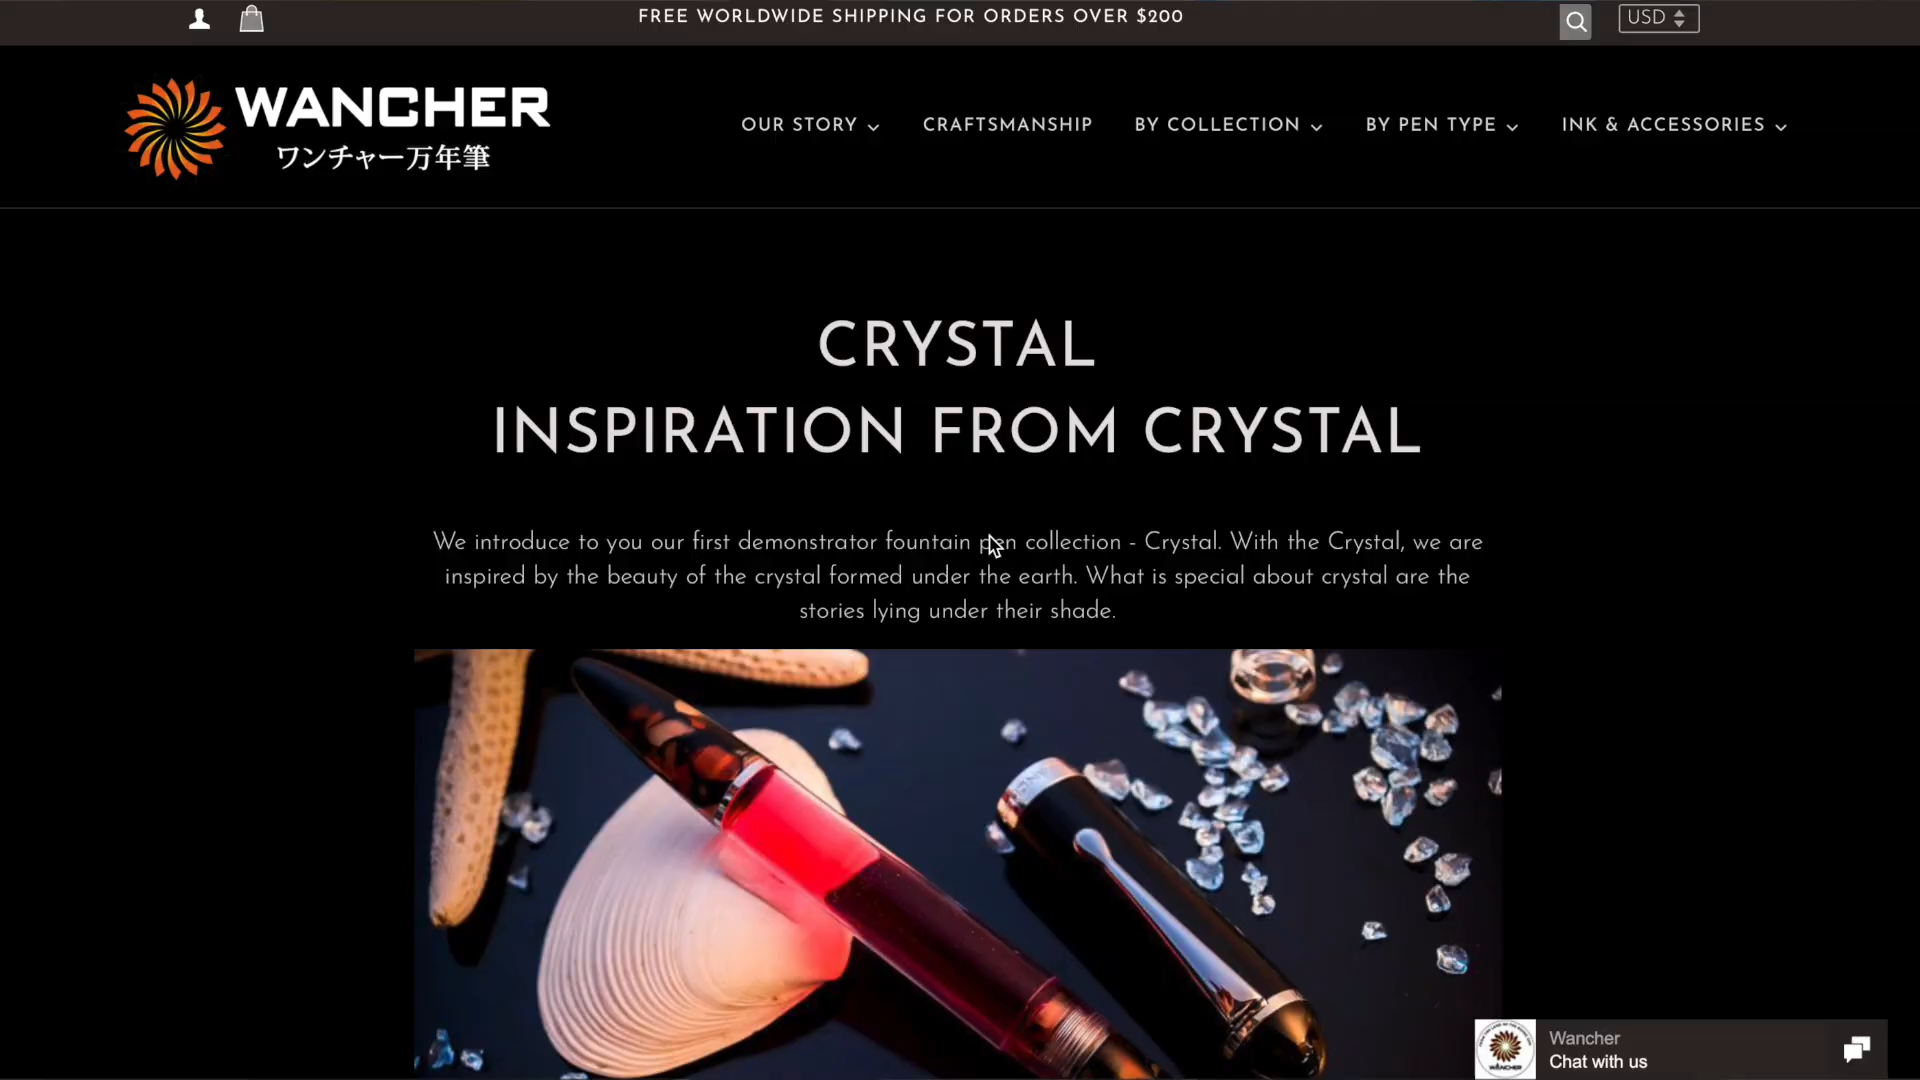 FREE WORLDWIDE SHIPPING FOR ORDERS OVER $200
USD
WANCHER
ワンチャー万年筆
OUR STORY
CRAFTSMANSHIP
BY COLLECTION
BY PEN TYPE
INK & ACCESSORIES
CRYSTAL
INSPIRATION FROM CRYSTAL
We introduce to you our first demonstrator fountain pen collection - Crystal. With the Crystal, we are
inspired by the beauty of the crystal formed under the earth. What is special about crystal are the
stories lying under their shade.
Wancher
Chat with us